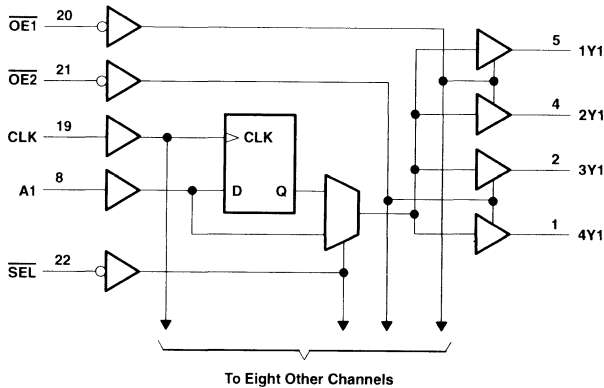 OE1 20
OE2 21
CLK 19
A1 8
SEL 22
CLK
D Q
5 1Y1
4 2Y1
2 3Y1
1 4Y1
To Eight Other Channels